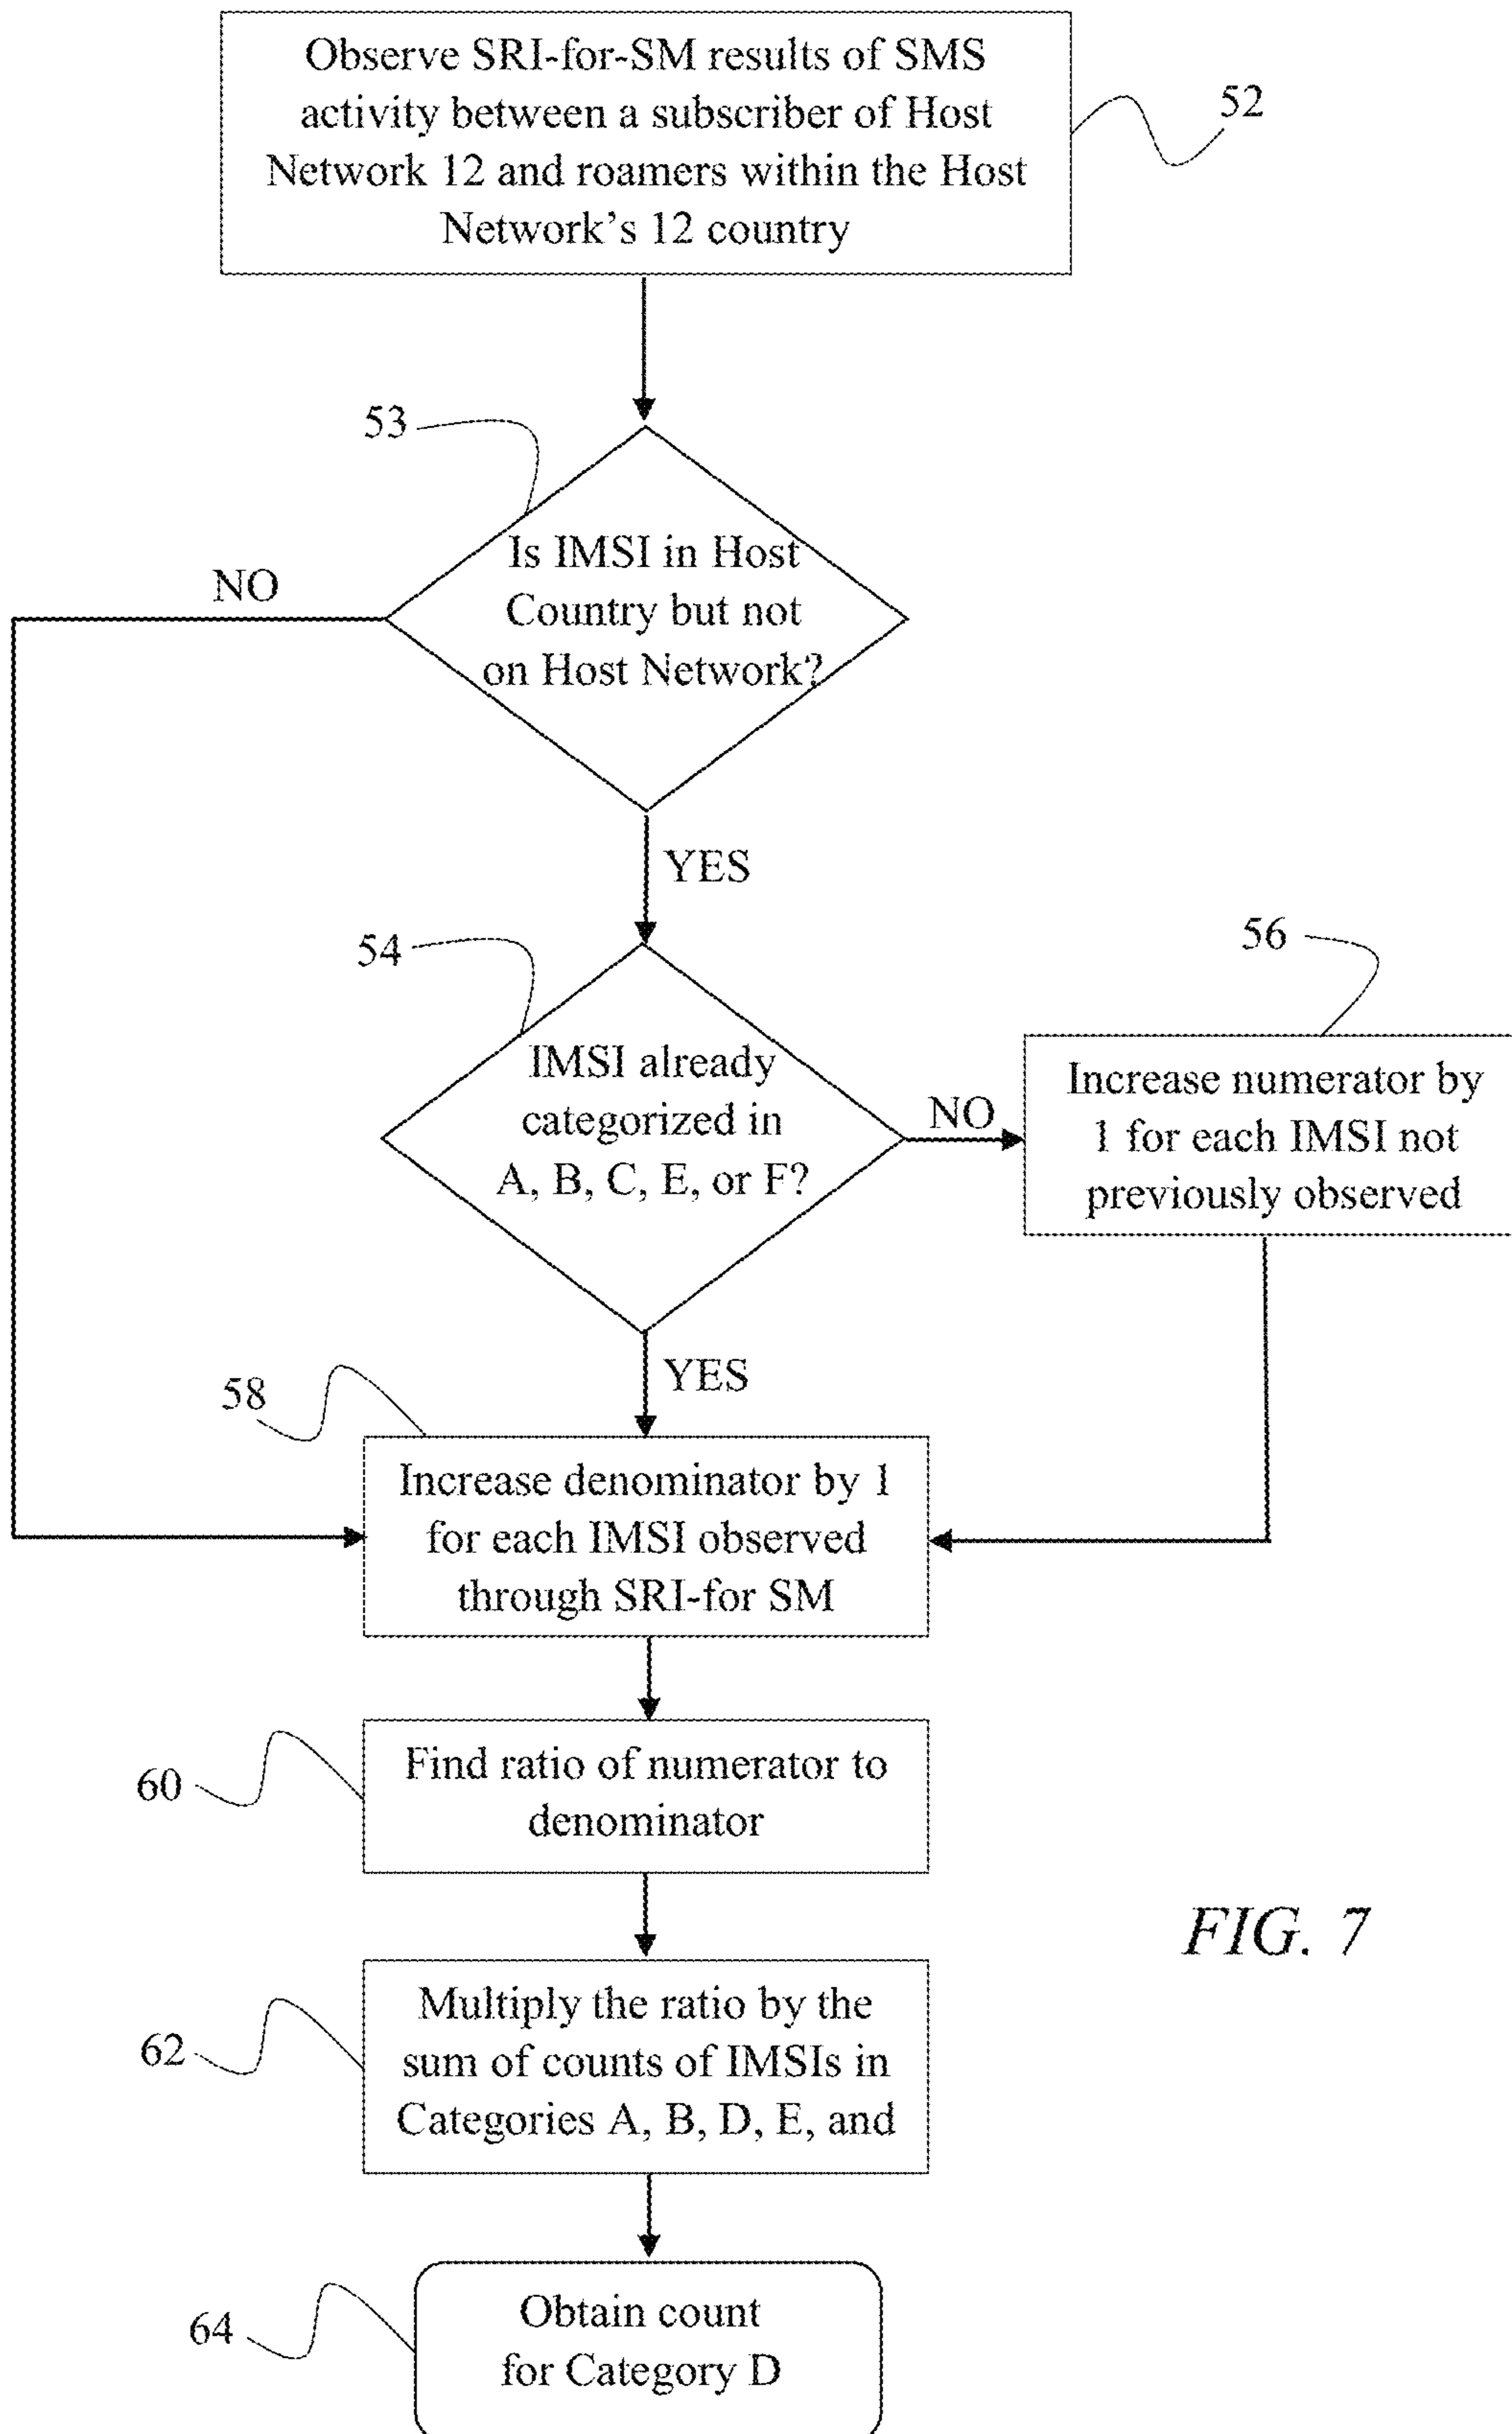 Observe SRI-for-SM results of SMS
activity between a subscriber of Host
Network 12 and roamers within the Host
Network's 12 country
52
53
Is IMSI in Host
Country but not
on Host Network?
NO
YES
54
IMSI already
categorized in
A, B, C, E, or F?
NO
56
Increase numerator by
1 for each IMSI not
previously observed
YES
58
Increase denominator by 1
for each IMSI observed
through SRI-for SM
60
Find ratio of numerator to
denominator
62
Multiply the ratio by the
sum of counts of IMSIs in
Categories A, B, D, E, and
64
Obtain count
for Category D
FIG. 7